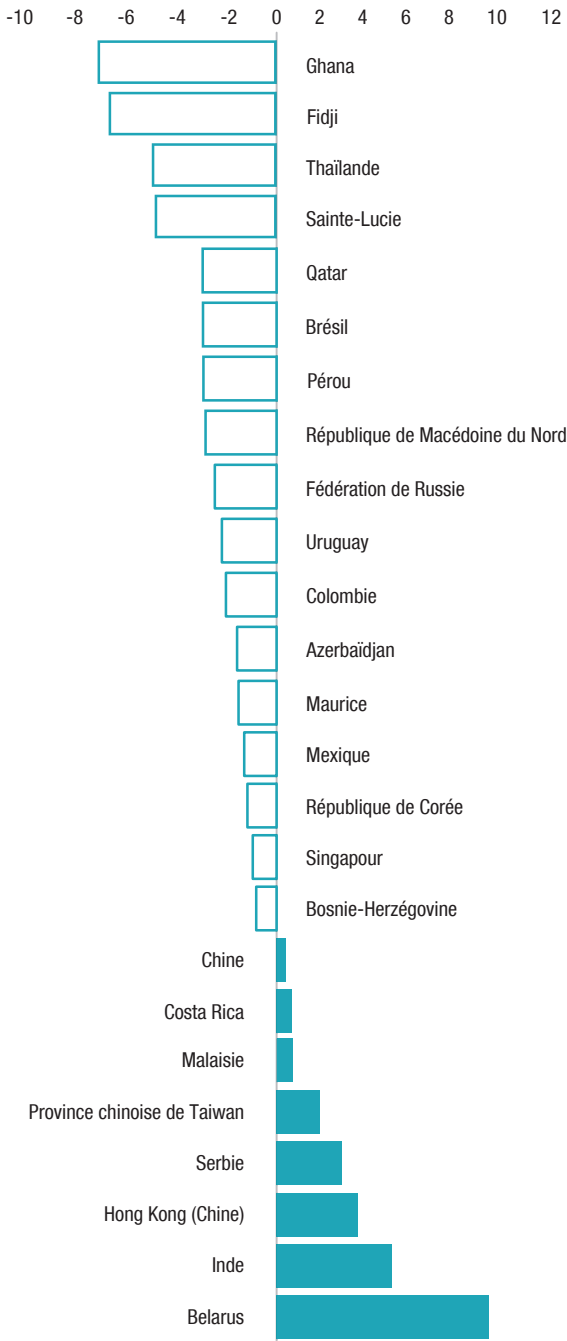 -10 -8 -6 -4 -2 0 2 4 6 8 10 12
Ghana
Fidji
Thaïlande
Sainte-Lucie
Qatar
Brésil
Pérou
République de Macédoine du Nord
Fédération de Russie
Uruguay
Colombie
Azerbaïdjan
Maurice
Mexique
République de Corée
Singapour
Bosnie-Herzégovine
Chine
Costa Rica
Malaisie
Province chinoise de Taiwan
Serbie
Hong Kong (Chine)
Inde
Belarus